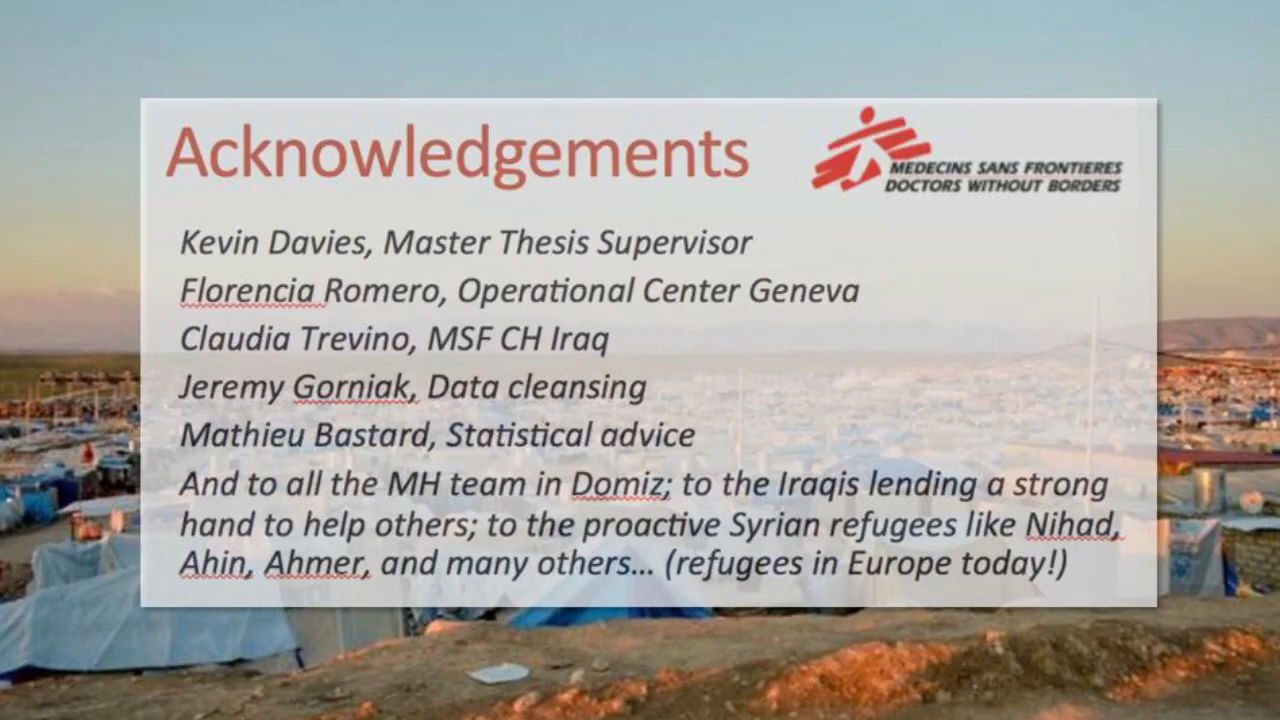 Acknowledgements
MEDECINS SANS FRONTIERES
DOCTORS WITHOUT BORDERS
Kevin Davies, Master Thesis Supervisor
Florencia Romero, Operational Center Geneva
Claudia Trevino, MSF CH Iraq
Jeremy Gorniak, Data cleansing
Mathieu Bastard, Statistical advice
And to all the MH team in Domiz; to the Iraqis lending a strong
hand to help others; to the proactive Syrian refugees like Nihad,
Ahin, Ahmer, and many others... (refugees in Europe today!)